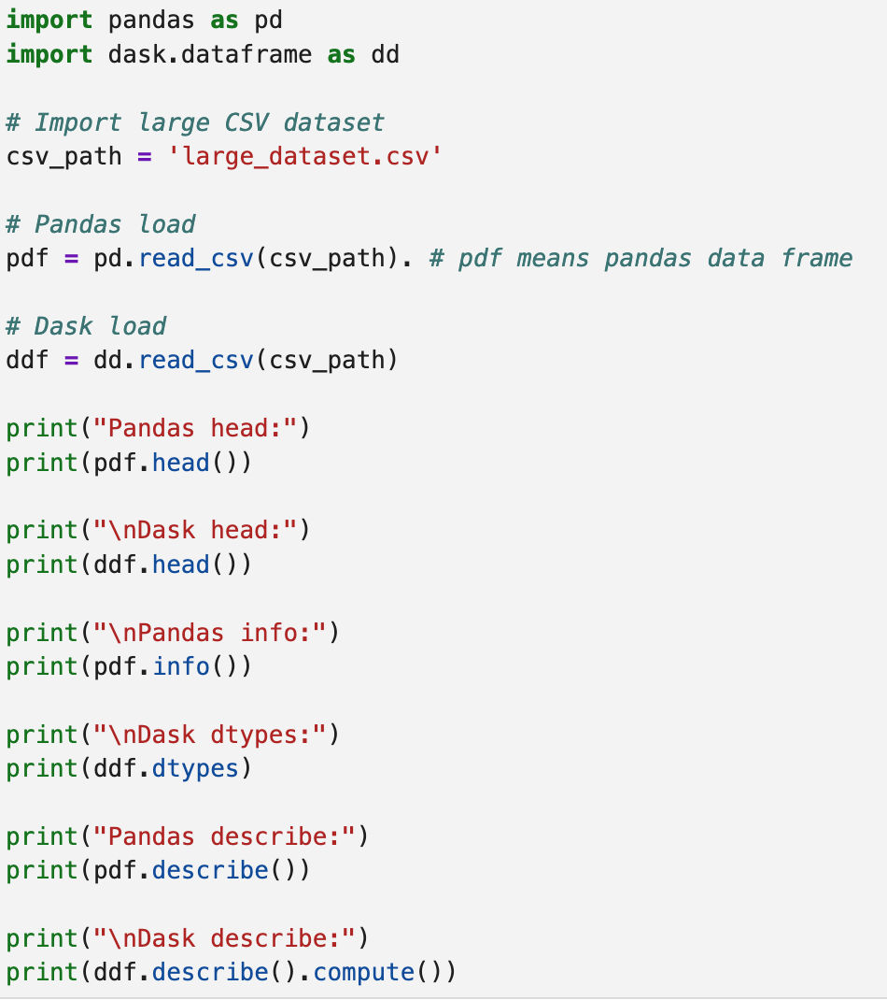 import pandas as pd
import dask.dataframe as dd
# Import large CSV dataset
csv_path = 'large_dataset.csv'
# Pandas load
pdf = pd.read_csv(csv_path). # pdf means pandas data frame
# Dask load
ddf = dd.read_csv(csv_path)
print("Pandas head:")
print(pdf.head())
print("\nDask head:")
print(ddf.head())
print("\nPandas info:")
print(pdf.info())
print("\nDask dtypes:")
print(ddf.dtypes)
print("Pandas describe:")
print(pdf.describe())
print("\nDask describe:")
print(ddf.describe().compute())